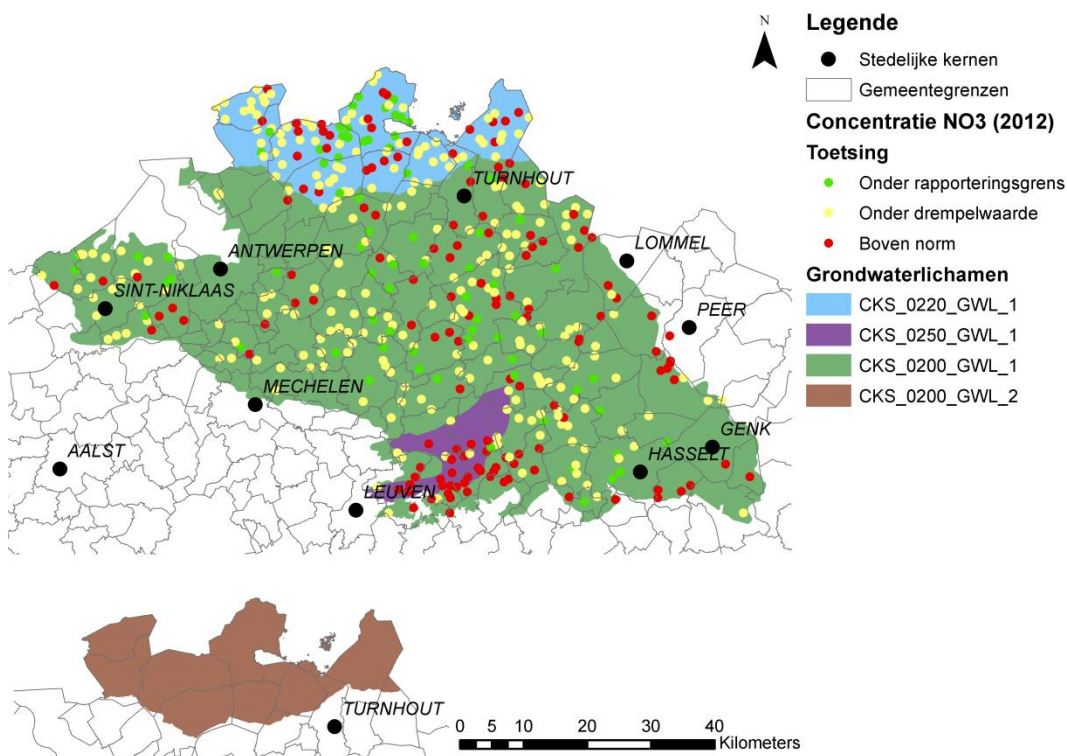 N
Legende
Stedelijke kernen
Gemeentegrenzen
Concentratie NO3 (2012)
Toetsing
Onder rapporteringsgrens
Onder drempelwaarde
Boven norm
Grondwaterlichamen
CKS_0220_GWL_1
CKS_0250_GWL_1
CKS_0200_GWL_1
CKS_0200_GWL_2
TURNHOUT
ANTWERPEN
LOMMEL
SINT-NIKLAAS
PEER
MECHELEN
GENK
AALST
HASSELT
LEUVEN
TURNHOUT
0 5 10 20 30 40
Kilometers